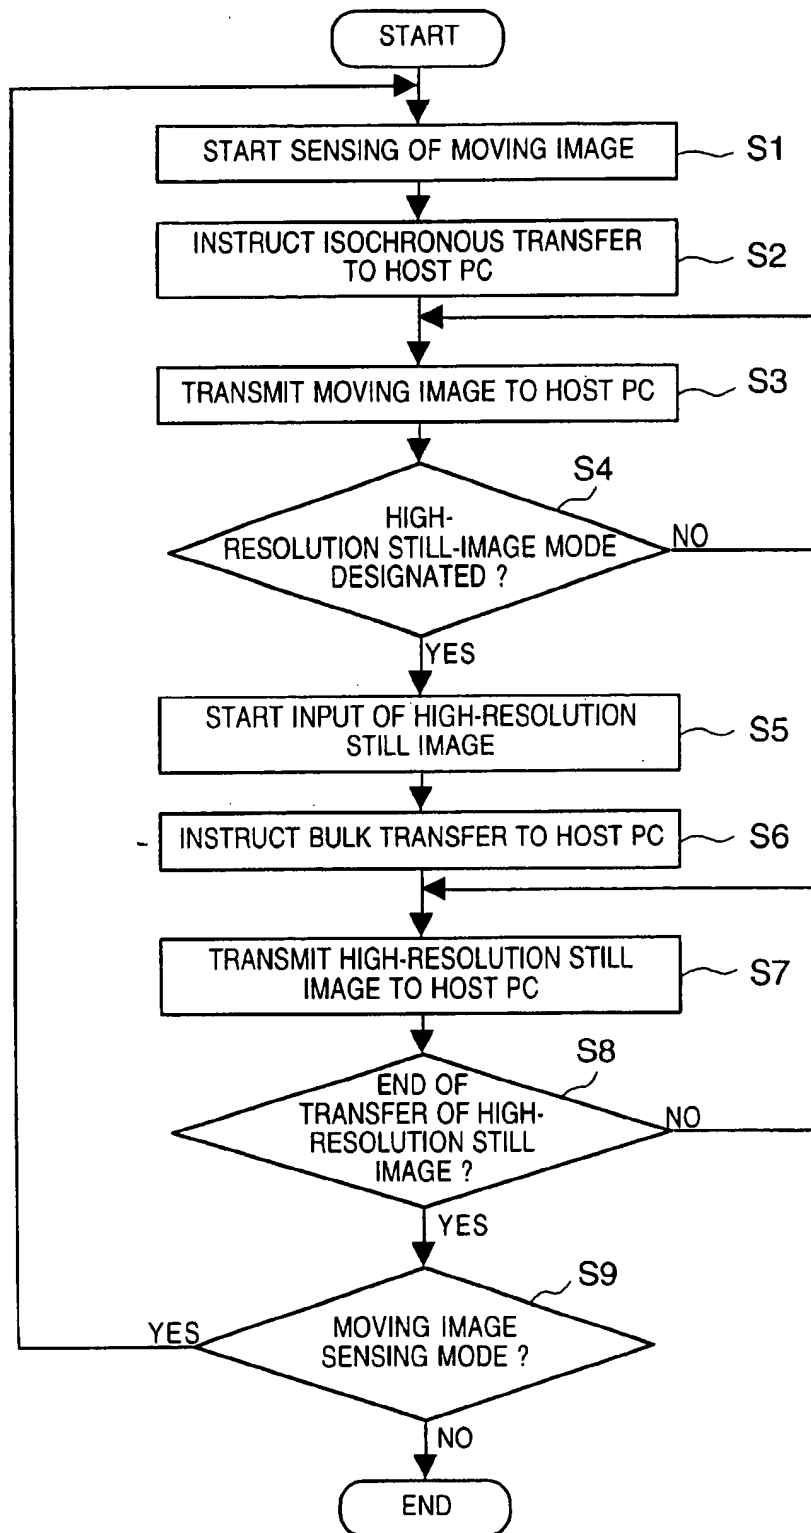 START
START SENSING OF MOVING IMAGE
S1
INSTRUCT ISOCHRONOUS TRANSFER
TO HOST PC
S2
TRANSMIT MOVING IMAGE TO HOST PC
S3
S4
HIGH-
RESOLUTION STILL-IMAGE MODE
DESIGNATED ?
NO
YES
START INPUT OF HIGH-RESOLUTION
STILL IMAGE
S5
INSTRUCT BULK TRANSFER TO HOST PC
S6
TRANSMIT HIGH-RESOLUTION STILL
IMAGE TO HOST PC
S7
S8
END OF
TRANSFER OF HIGH-
RESOLUTION STILL
IMAGE ?
NO
YES
S9
YES
MOVING IMAGE
SENSING MODE ?
NO
END